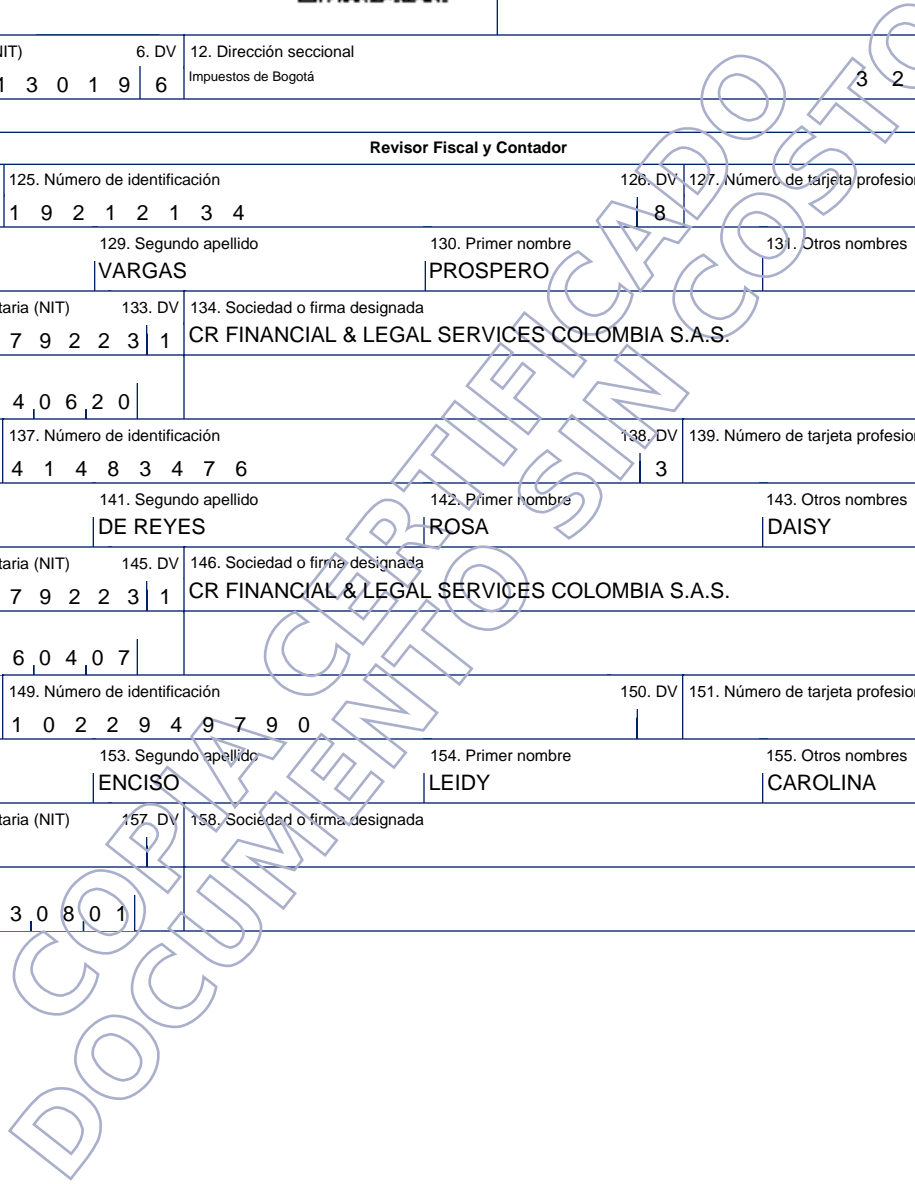 6. DV 12. Dirección seccional
1 3 0 1 9 6 Impuestos de Bogotá 3 2
Revisor Fiscal y Contador
125. Número de identificación 126. DV 127. Número de tarjeta
1 9 2 1 2 1 3 4 8
129. Segundo apellido 130. Primer nombre 131. Otros nombres
VARGAS PROSPERO
(NIT) 133. DV 134. Sociedad o firma designada
7 9 2 2 3 1 CR FINANCIAL & LEGAL SERVICES COLOMBIA S.A.S.
4 0 6 2 0
137. Número de identificación 138. DV 139. Número de tarjeta
4 1 4 8 3 4 7 6 3
141. Segundo apellido 142. Primer nombre 143. Otros nombres
DE REYES ROSA DAISY
(NIT) 145. DV 146. Sociedad o firma designada
7 9 2 2 3 1 CR FINANCIAL & LEGAL SERVICES COLOMBIA S.A.S.
6 0 4 0 7
149. Número de identificación 150. DV 151. Número de tarjeta
1 0 2 2 9 4 9 7 9 0
153. Segundo apellido 154. Primer nombre 155. Otros nombres
ENCISO LEIDY CAROLINA
(NIT) 157. DV 158. Sociedad o firma designada
3 0 8 0 1
COPIA CERTIFICADO
DOCUMENTO SIN COSTO